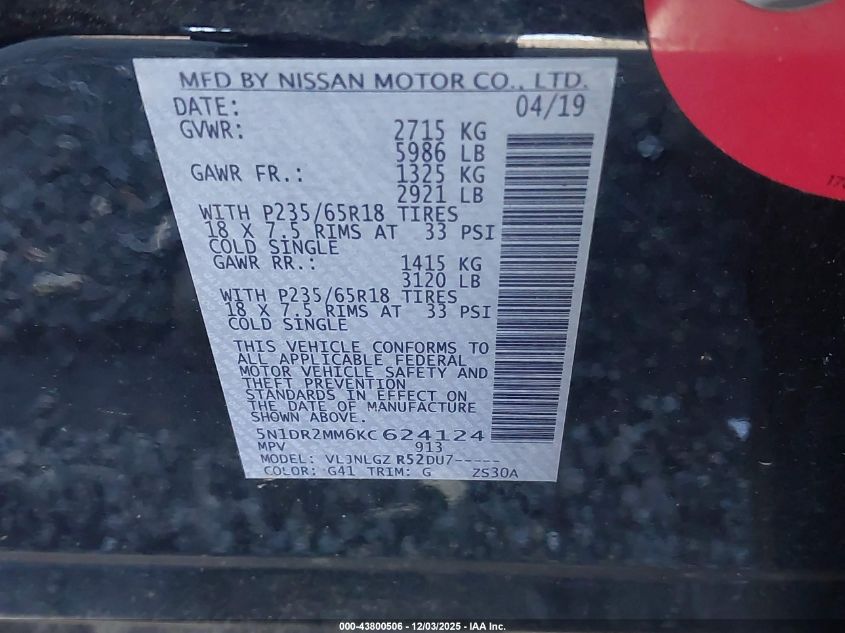 MFD BY NISSAN MOTOR CO., LTD.
DATE: 04/19
GVWR: 2715 KG
5986 LB
GAWR FR.: 1325 KG
2921 LB
WITH P235/65R18 TIRES
18 X 7.5 RIMS AT 33 PSI
COLD SINGLE
GAWR RR.: 1415 KG
3120 LB
WITH P235/65R18 TIRES
18 X 7.5 RIMS AT 33 PSI
COLD SINGLE
THIS VEHICLE CONFORMS TO
ALL APPLICABLE FEDERAL
MOTOR VEHICLE SAFETY AND
THEFT PREVENTION
STANDARDS IN EFFECT ON
THE DATE OF MANUFACTURE
SHOWN ABOVE.
5N1DR2MM6KC624124
MPV 913
MODEL: VLJNLGZ R52DU7-----
COLOR: G41 TRIM: G ZS30A
000-43800506 - 12/03/2025 - IAA Inc.